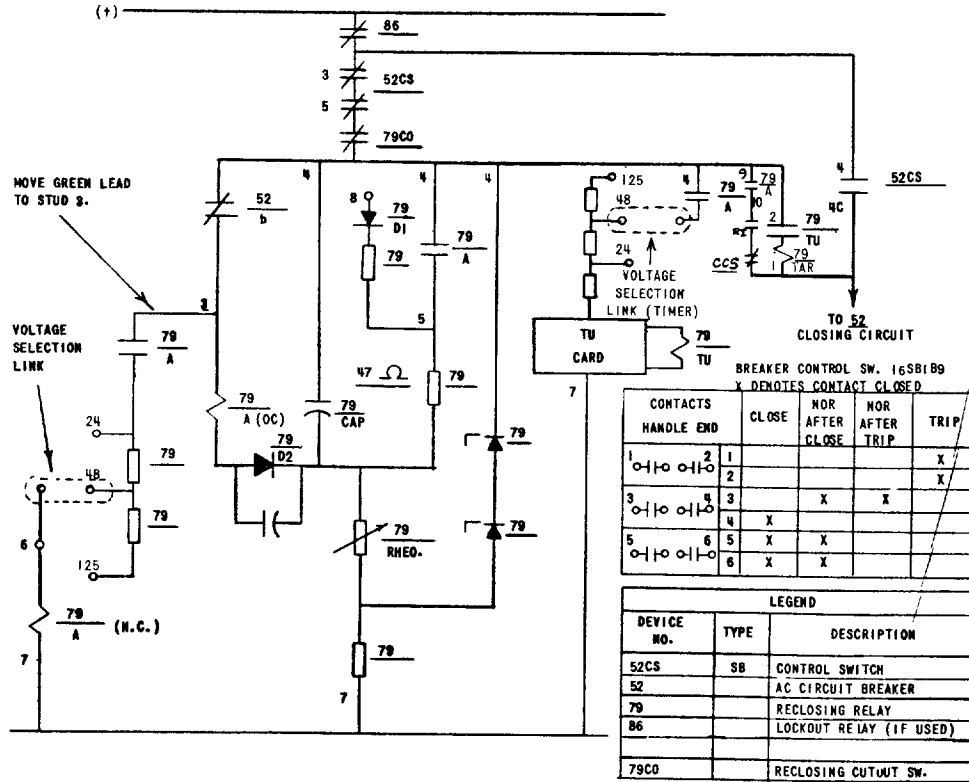 (+)
86
3
52CS
5
79CO
MOVE GREEN LEAD
TO STUD 3.
52
b
4
8
79
D1
79
4
79
A
5
4
125
48
24
VOLTAGE
SELECTION
LINK (TIMER)
4
79
A
9
79
A
10
2
79
TU
1
79
TAR
CCS
4
52CS
4C
TO 52
CLOSING CIRCUIT
3
VOLTAGE
SELECTION
LINK
79
A
79
A (OC)
79
CAP
47 Ω
79
TU
CARD
79
TU
7
24
79
48
79
79
D2
6
125
79
RHEO.
79
79
79
A
(N.C.)
7
79
7
BREAKER CONTROL SW. 16SB1B9
X DENOTES CONTACT CLOSED
CONTACTS
HANDLE END
CLOSE
NOR
AFTER
CLOSE
NOR
AFTER
TRIP
TRIP
1 2 1 X
2 X
3 4 3 X X
4 X
5 6 5 X X
6 X X
LEGEND
DEVICE
NO.
TYPE
DESCRIPTION
52CS SB CONTROL SWITCH
52 AC CIRCUIT BREAKER
79 RECLOSING RELAY
86 LOCKOUT RELAY (IF USED)
79CO RECLOSING CUTOUT SW.